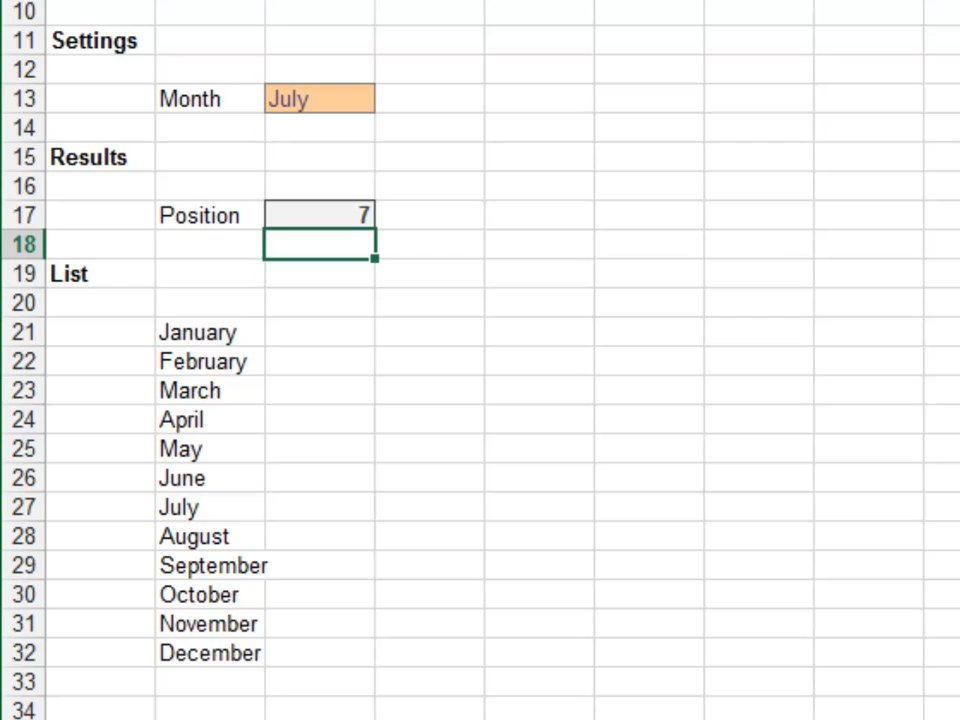 10
11 Settings
12
13 Month July
14
15 Results
16
17 Position 7
18
19 List
20
21 January
22 February
23 March
24 April
25 May
26 June
27 July
28 August
29 September
30 October
31 November
32 December
33
34